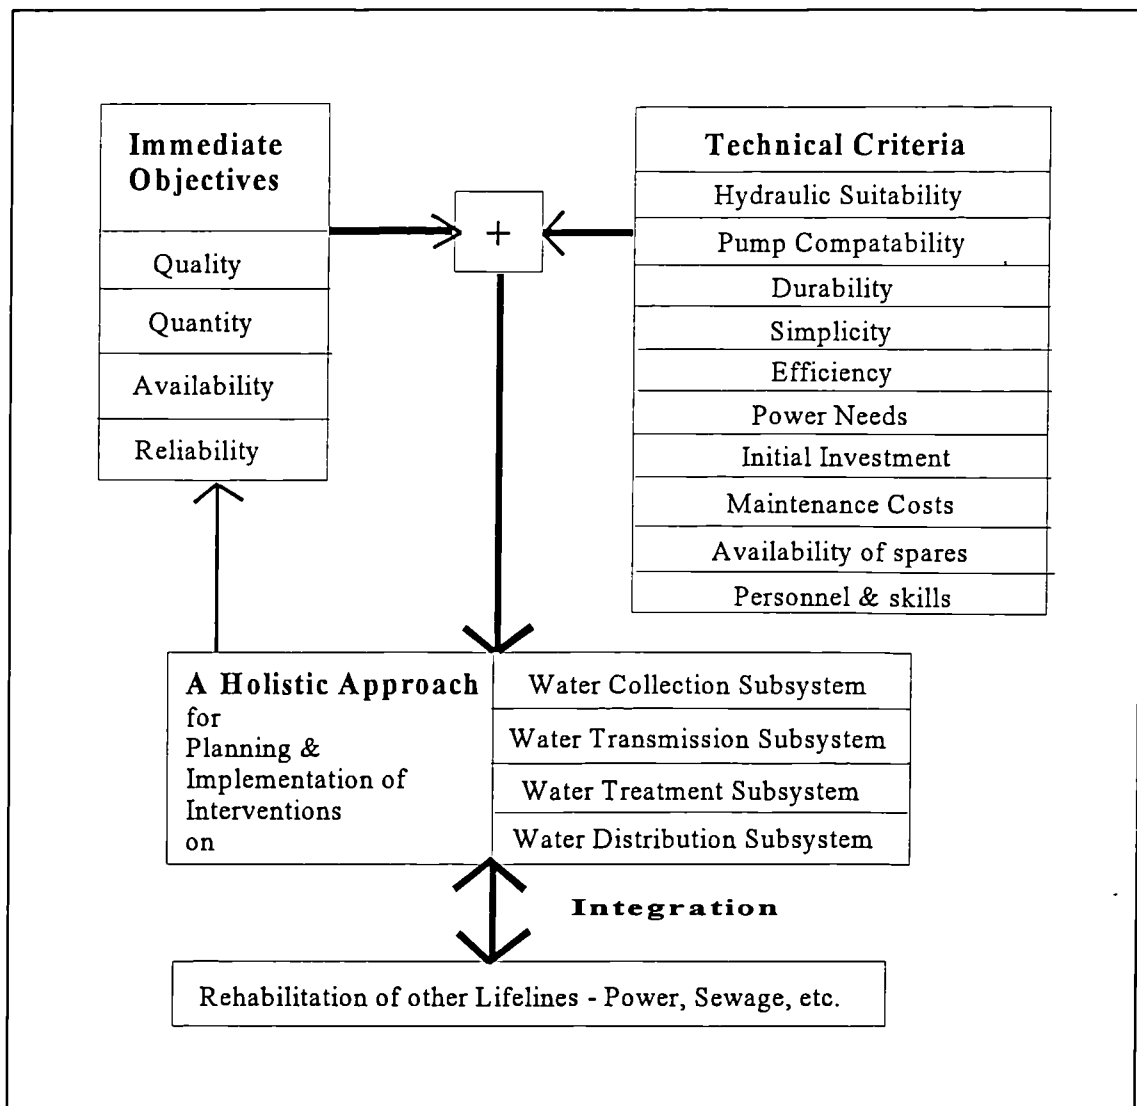 Immediate
Objectives
Quality
Quantity
Availability
Reliability
+
Technical Criteria
Hydraulic Suitability
Pump Compatability
Durability
Simplicity
Efficiency
Power Needs
Initial Investment
Maintenance Costs
Availability of spares
Personnel & skills
A Holistic Approach
for
Planning &
Implementation of
Interventions
on
Water Collection Subsystem
Water Transmission Subsystem
Water Treatment Subsystem
Water Distribution Subsystem
Integration
Rehabilitation of other Lifelines - Power, Sewage, etc.